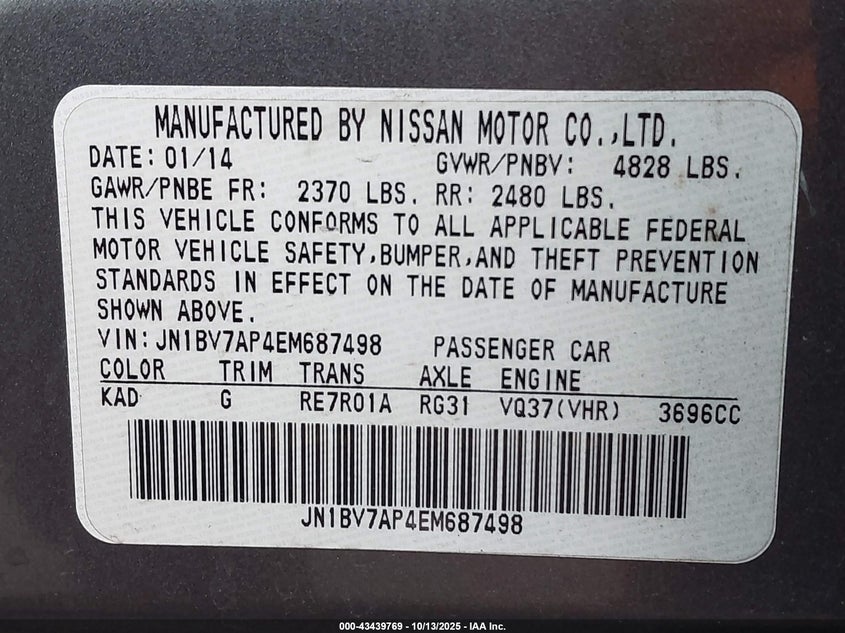 MANUFACTURED BY NISSAN MOTOR CO.,LTD.
DATE: 01/14 GVWR/PNBV: 4828 LBS.
GAWR/PNBE FR: 2370 LBS. RR: 2480 LBS.
THIS VEHICLE CONFORMS TO ALL APPLICABLE FEDERAL
MOTOR VEHICLE SAFETY,BUMPER,AND THEFT PREVENTION
STANDARDS IN EFFECT ON THE DATE OF MANUFACTURE
SHOWN ABOVE.
VIN: JN1BV7AP4EM687498 PASSENGER CAR
COLOR TRIM TRANS AXLE ENGINE
KAD G RE7R01A RG31 VQ37(VHR) 3696CC
JN1BV7AP4EM687498
000-43439769 - 10/13/2025 - IAA Inc.